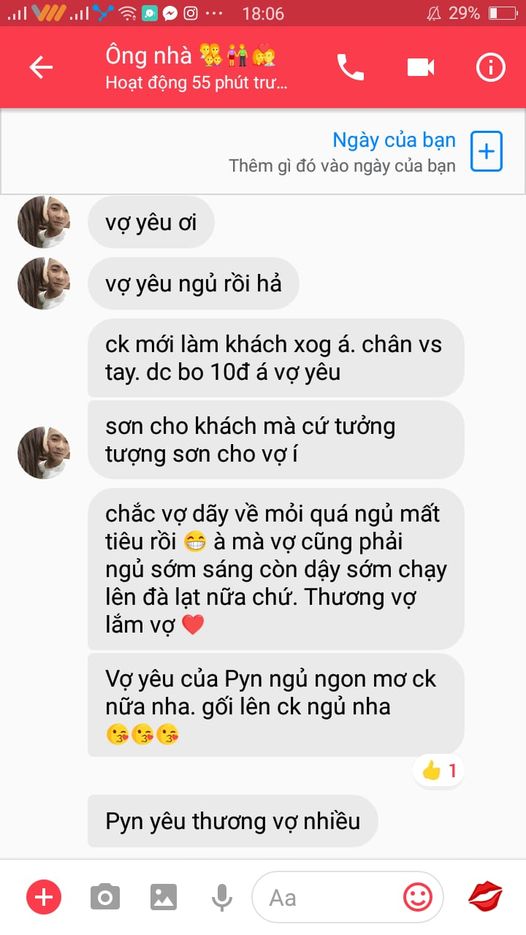 18:06
29%
Ông nhà
Hoạt động 55 phút trư...
Ngày của bạn
Thêm gì đó vào ngày của bạn
vợ yêu ơi
vợ yêu ngủ rồi hả
ck mới làm khách xog á. chân vs
tay. dc bo 10đ á vợ yêu
sơn cho khách mà cứ tưởng
tượng sơn cho vợ í
chắc vợ dãy về mỏi quá ngủ mất
tiêu rồi 😁 à mà vợ cũng phải
ngủ sớm sáng còn dậy sớm chạy
lên đà lạt nữa chứ. Thương vợ
lắm vợ ❤️
Vợ yêu của Pyn ngủ ngon mơ ck
nữa nha. gối lên ck ngủ nha
😘😘😘
👍 1
Pyn yêu thương vợ nhiều
Aa